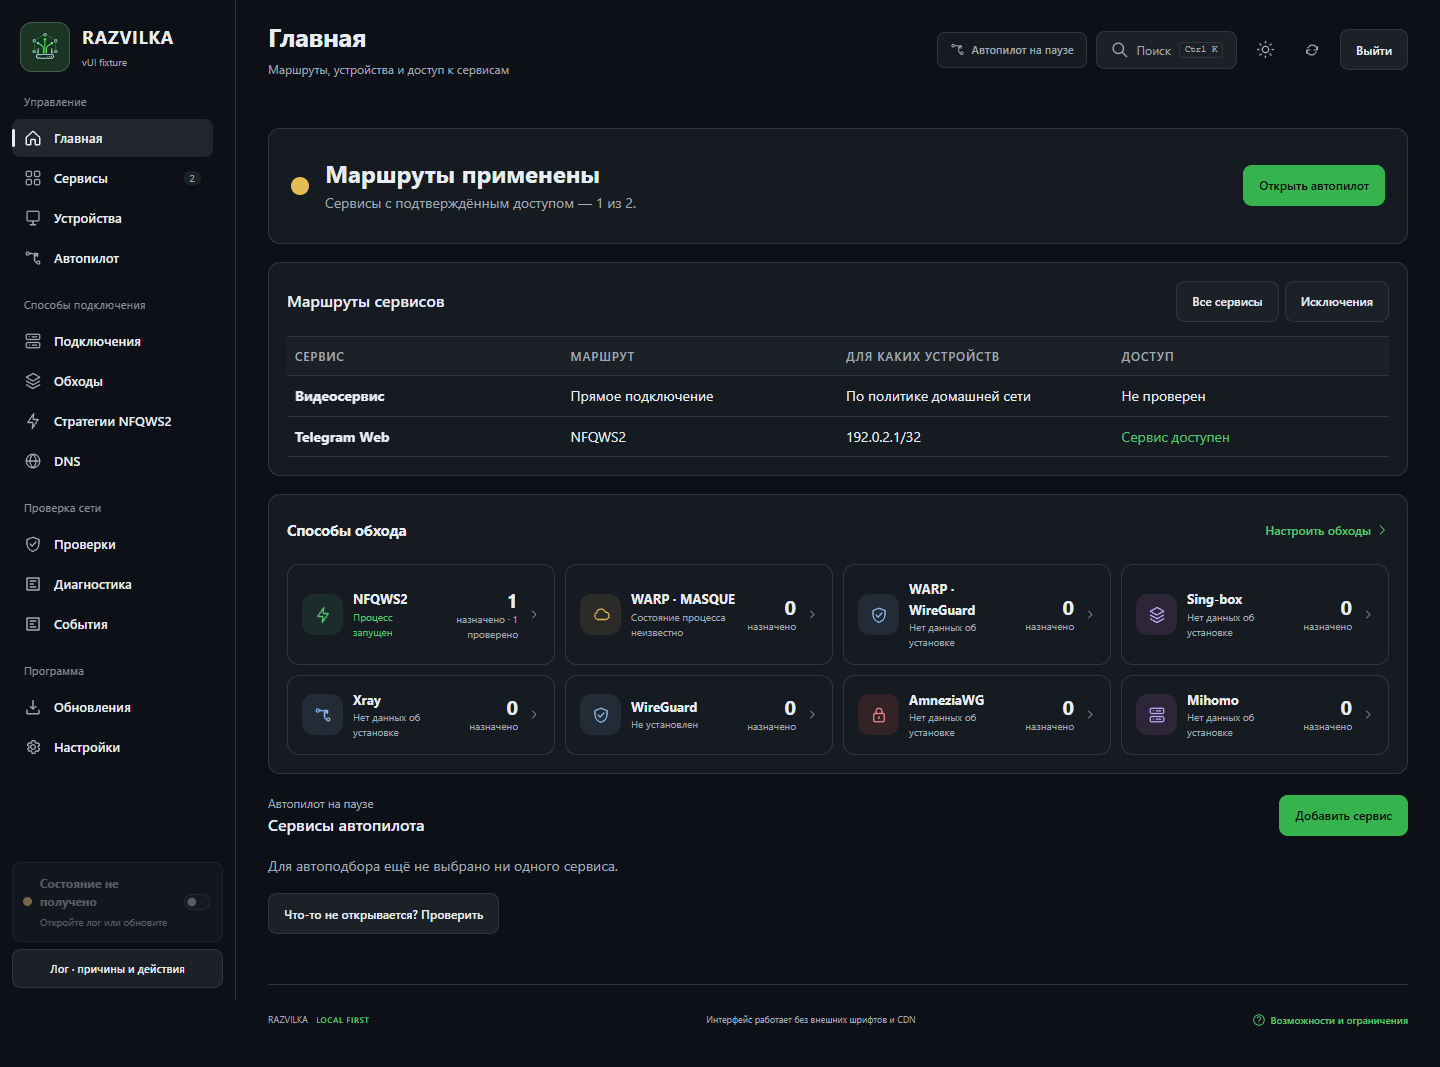 RAZVILKA
vUI fixture
Управление
Главная
Сервисы 2
Устройства
Автопилот
Способы подключения
Подключения
Обходы
Стратегии NFQWS2
DNS
Проверка сети
Проверки
Диагностика
События
Программа
Обновления
Настройки
Состояние не
получено
Откройте лог или обновите
Лог · причины и действия
Главная
Маршруты, устройства и доступ к сервисам
Автопилот на паузе
Поиск Ctrl K
Выйти
Маршруты применены
Сервисы с подтверждённым доступом — 1 из 2.
Открыть автопилот
Маршруты сервисов
Все сервисы
Исключения
СЕРВИС МАРШРУТ ДЛЯ КАКИХ УСТРОЙСТВ ДОСТУП
Видеосервис Прямое подключение По политике домашней сети Не проверен
Telegram Web NFQWS2 192.0.2.1/32 Сервис доступен
Способы обхода
Настроить обходы
NFQWS2
Процесс
запущен
1
назначено · 1
проверено
WARP · MASQUE
Состояние процесса
неизвестно
0
назначено
WARP ·
WireGuard
Нет данных об
установке
0
назначено
Sing-box
Нет данных об
установке
0
назначено
Xray
Нет данных об
установке
0
назначено
WireGuard
Не установлен
0
назначено
AmneziaWG
Нет данных об
установке
0
назначено
Mihomo
Нет данных об
установке
0
назначено
Автопилот на паузе
Сервисы автопилота
Добавить сервис
Для автоподбора ещё не выбрано ни одного сервиса.
Что-то не открывается? Проверить
RAZVILKA LOCAL FIRST
Интерфейс работает без внешних шрифтов и CDN
Возможности и ограничения